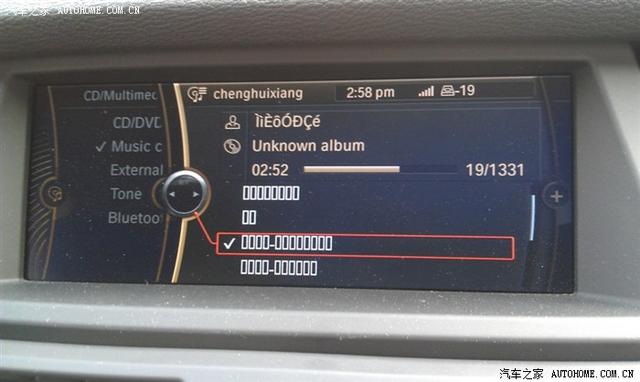 汽车之家 AUTOHOME.COM.CN
CD/Multimed
chenghuixiang
2:58 pm
-19
CD/DVD
ÌìÈôÓÐÇé
✓ Music c
Unknown album
External
02:52
19/1331
Tone
Bluetoo
□□□□□□□□
□□
✓ □□□□-□□□□□□□□
□□□□-□□□□□□
+
汽车之家 AUTOHOME.COM.CN